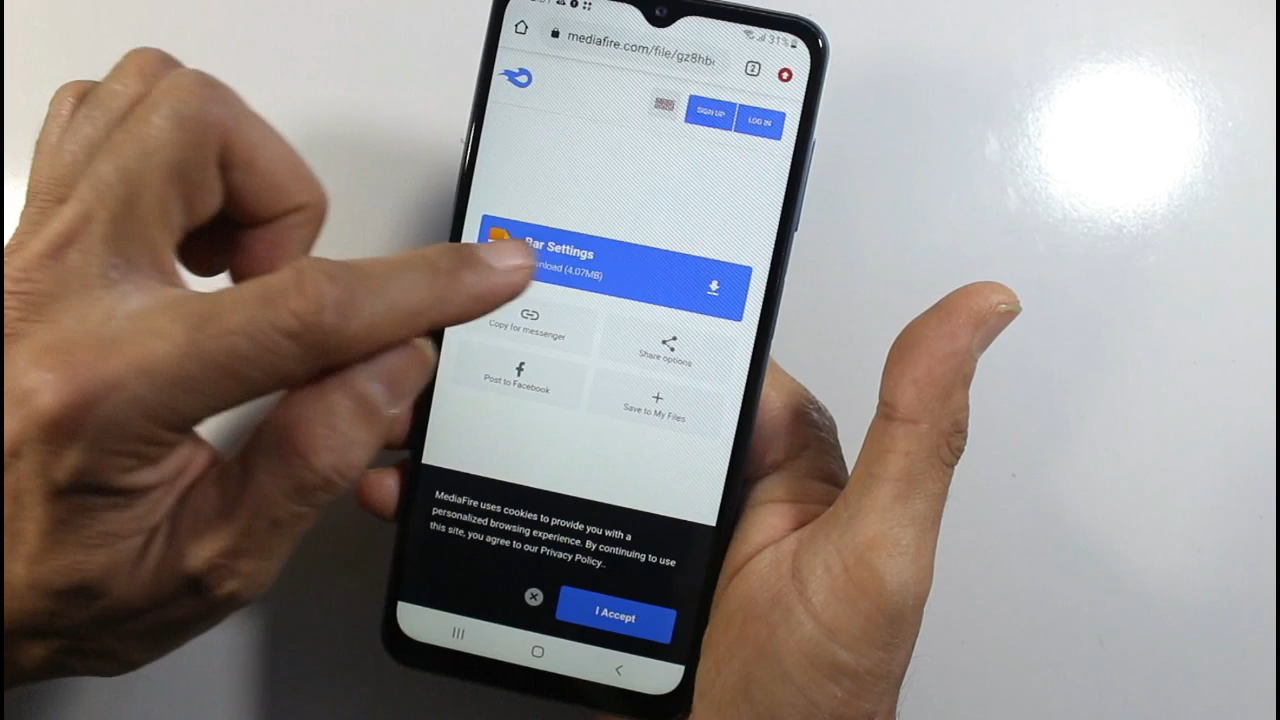 31%
mediafire.com/file/gz8hb
2
SIGN UP
LOG IN
Bar Settings
(4.07MB)
Copy for messenger
Share options
Post to Facebook
Save to My Files
MediaFire uses cookies to provide you with a
personalized browsing experience. By continuing to use
this site, you agree to our Privacy Policy..
I Accept